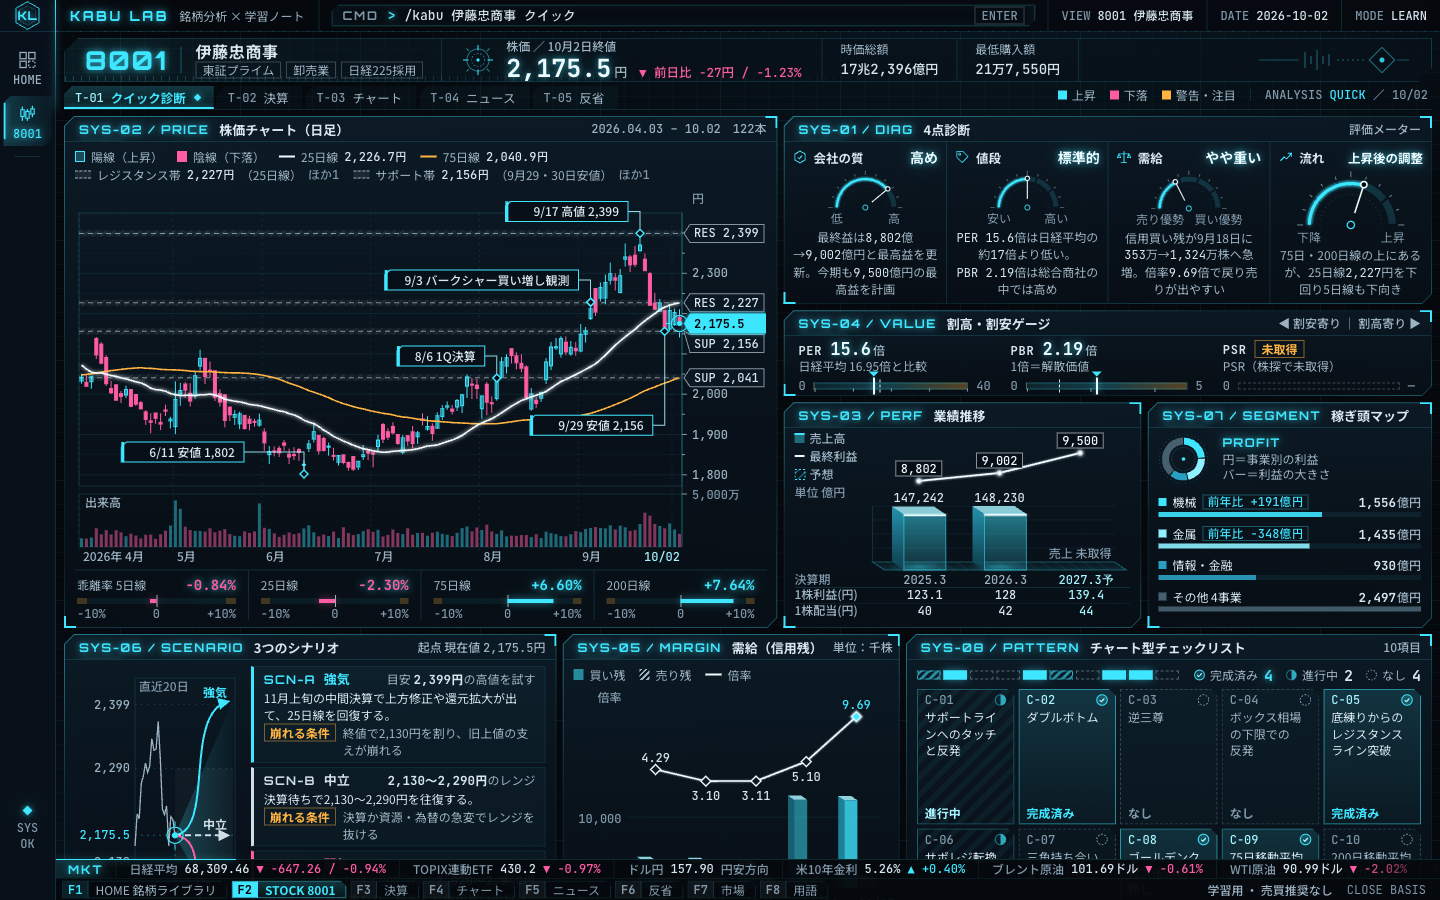 KL
KABU LAB 銘柄分析 × 学習ノート
CMD > /kabu 伊藤忠商事 クイック ENTER
VIEW 8001 伊藤忠商事
DATE 2026-10-02
MODE LEARN
HOME
8001
SYS OK
8001
伊藤忠商事
東証プライム 卸売業 日経225採用
株価 ／ 10月2日終値
2,175.5円 ▼ 前日比 -27円 / -1.23%
時価総額
17兆2,396億円
最低購入額
21万7,550円
T-01 クイック診断 ◆ T-02 決算 T-03 チャート T-04 ニュース T-05 反省
上昇 下落 警告・注目 ANALYSIS QUICK ／ 10/02
SYS-02 / PRICE 株価チャート（日足） 2026.04.03 − 10.02 122本
陽線（上昇） 陰線（下落） 25日線 2,226.7円 75日線 2,040.9円
レジスタンス帯 2,227円 （25日線） ほか1 サポート帯 2,156円 （9月29・30日安値） ほか1
円
9/17 高値 2,399
9/3 バークシャー買い増し観測
8/6 1Q決算
9/29 安値 2,156
6/11 安値 1,802
RES 2,399
2,300
RES 2,227
2,175.5
SUP 2,156
SUP 2,041
2,000
1,900
1,800
5,000万
出来高
2026年 4月 5月 6月 7月 8月 9月 10/02
乖離率 5日線 -0.84% 25日線 -2.30% 75日線 +6.60% 200日線 +7.64%
-10% 0 +10% -10% 0 +10% -10% 0 +10% -10% 0 +10%
SYS-01 / DIAG 4点診断 評価メーター
会社の質 高め
低 高
最終益は8,802億
→9,002億円と最高益を更
新。今期も9,500億円の最
高益を計画
値段 標準的
安い 高い
PER 15.6倍は日経平均の
約17倍より低い。
PBR 2.19倍は総合商社の
中では高め
需給 やや重い
売り優勢 買い優勢
信用買い残が9月18日に
353万→1,324万株へ急
増。倍率9.69倍で戻り売
りが出やすい
流れ 上昇後の調整
下降 上昇
75日・200日線の上にある
が、25日線2,227円を下
回り5日線も下向き
SYS-04 / VALUE 割高・割安ゲージ ◀ 割安寄り ｜ 割高寄り ▶
PER 15.6倍
日経平均 16.95倍と比較
0 40
PBR 2.19倍
1倍＝解散価値
0 5
PSR 未取得
PSR（株探で未取得）
0 −
SYS-03 / PERF 業績推移
売上高
最終利益
予想
単位 億円
8,802 9,002 9,500
147,242 148,230
売上 未取得
決算期 2025.3 2026.3 2027.3予
1株利益(円) 123.1 128 139.4
1株配当(円) 40 42 44
SYS-07 / SEGMENT 稼ぎ頭マップ
PROFIT
円＝事業別の利益
バー＝利益の大きさ
機械 前年比 +191億円 1,556億円
金属 前年比 -348億円 1,435億円
情報・金融 930億円
その他 4事業 2,497億円
SYS-06 / SCENARIO 3つのシナリオ 起点 現在値 2,175.5円
直近20日
強気
中立
2,399
2,290
2,175.5
SCN-A 強気 目安 2,399円の高値を試す
11月上旬の中間決算で上方修正や還元拡大が出
て、25日線を回復する。
崩れる条件 終値で2,130円を割り、旧上値の支
えが崩れる
SCN-B 中立 2,130〜2,290円のレンジ
決算待ちで2,130〜2,290円を往復する。
崩れる条件 決算か資源・為替の急変でレンジを
抜ける
SYS-05 / MARGIN 需給（信用残） 単位：千株
買い残 売り残 倍率
倍率
4.29 3.10 3.11 5.10 9.69
10,000
SYS-08 / PATTERN チャート型チェックリスト 10項目
完成済み 4 進行中 2 なし 4
C-01
サポートライ
ンへのタッチ
と反発
進行中
C-02
ダブルボトム
完成済み
C-03
逆三尊
なし
C-04
ボックス相場
の下限での
反発
なし
C-05
底練りからの
レジスタンス
ライン突破
完成済み
C-06 C-07 C-08 C-09 C-10
MKT 日経平均 68,309.46 ▼ -647.26 / -0.94% TOPIX連動ETF 430.2 ▼ -0.97% ドル円 157.90 円安方向 米10年金利 5.26% ▲ +0.40% ブレント原油 101.69ドル ▼ -0.61% WTI原油 90.99ドル ▼ -2.02%
F1 HOME 銘柄ライブラリ F2 STOCK 8001 F3 決算 F4 チャート F5 ニュース F6 反省 F7 市場 F8 用語
学習用 ・ 売買推奨なし CLOSE BASIS